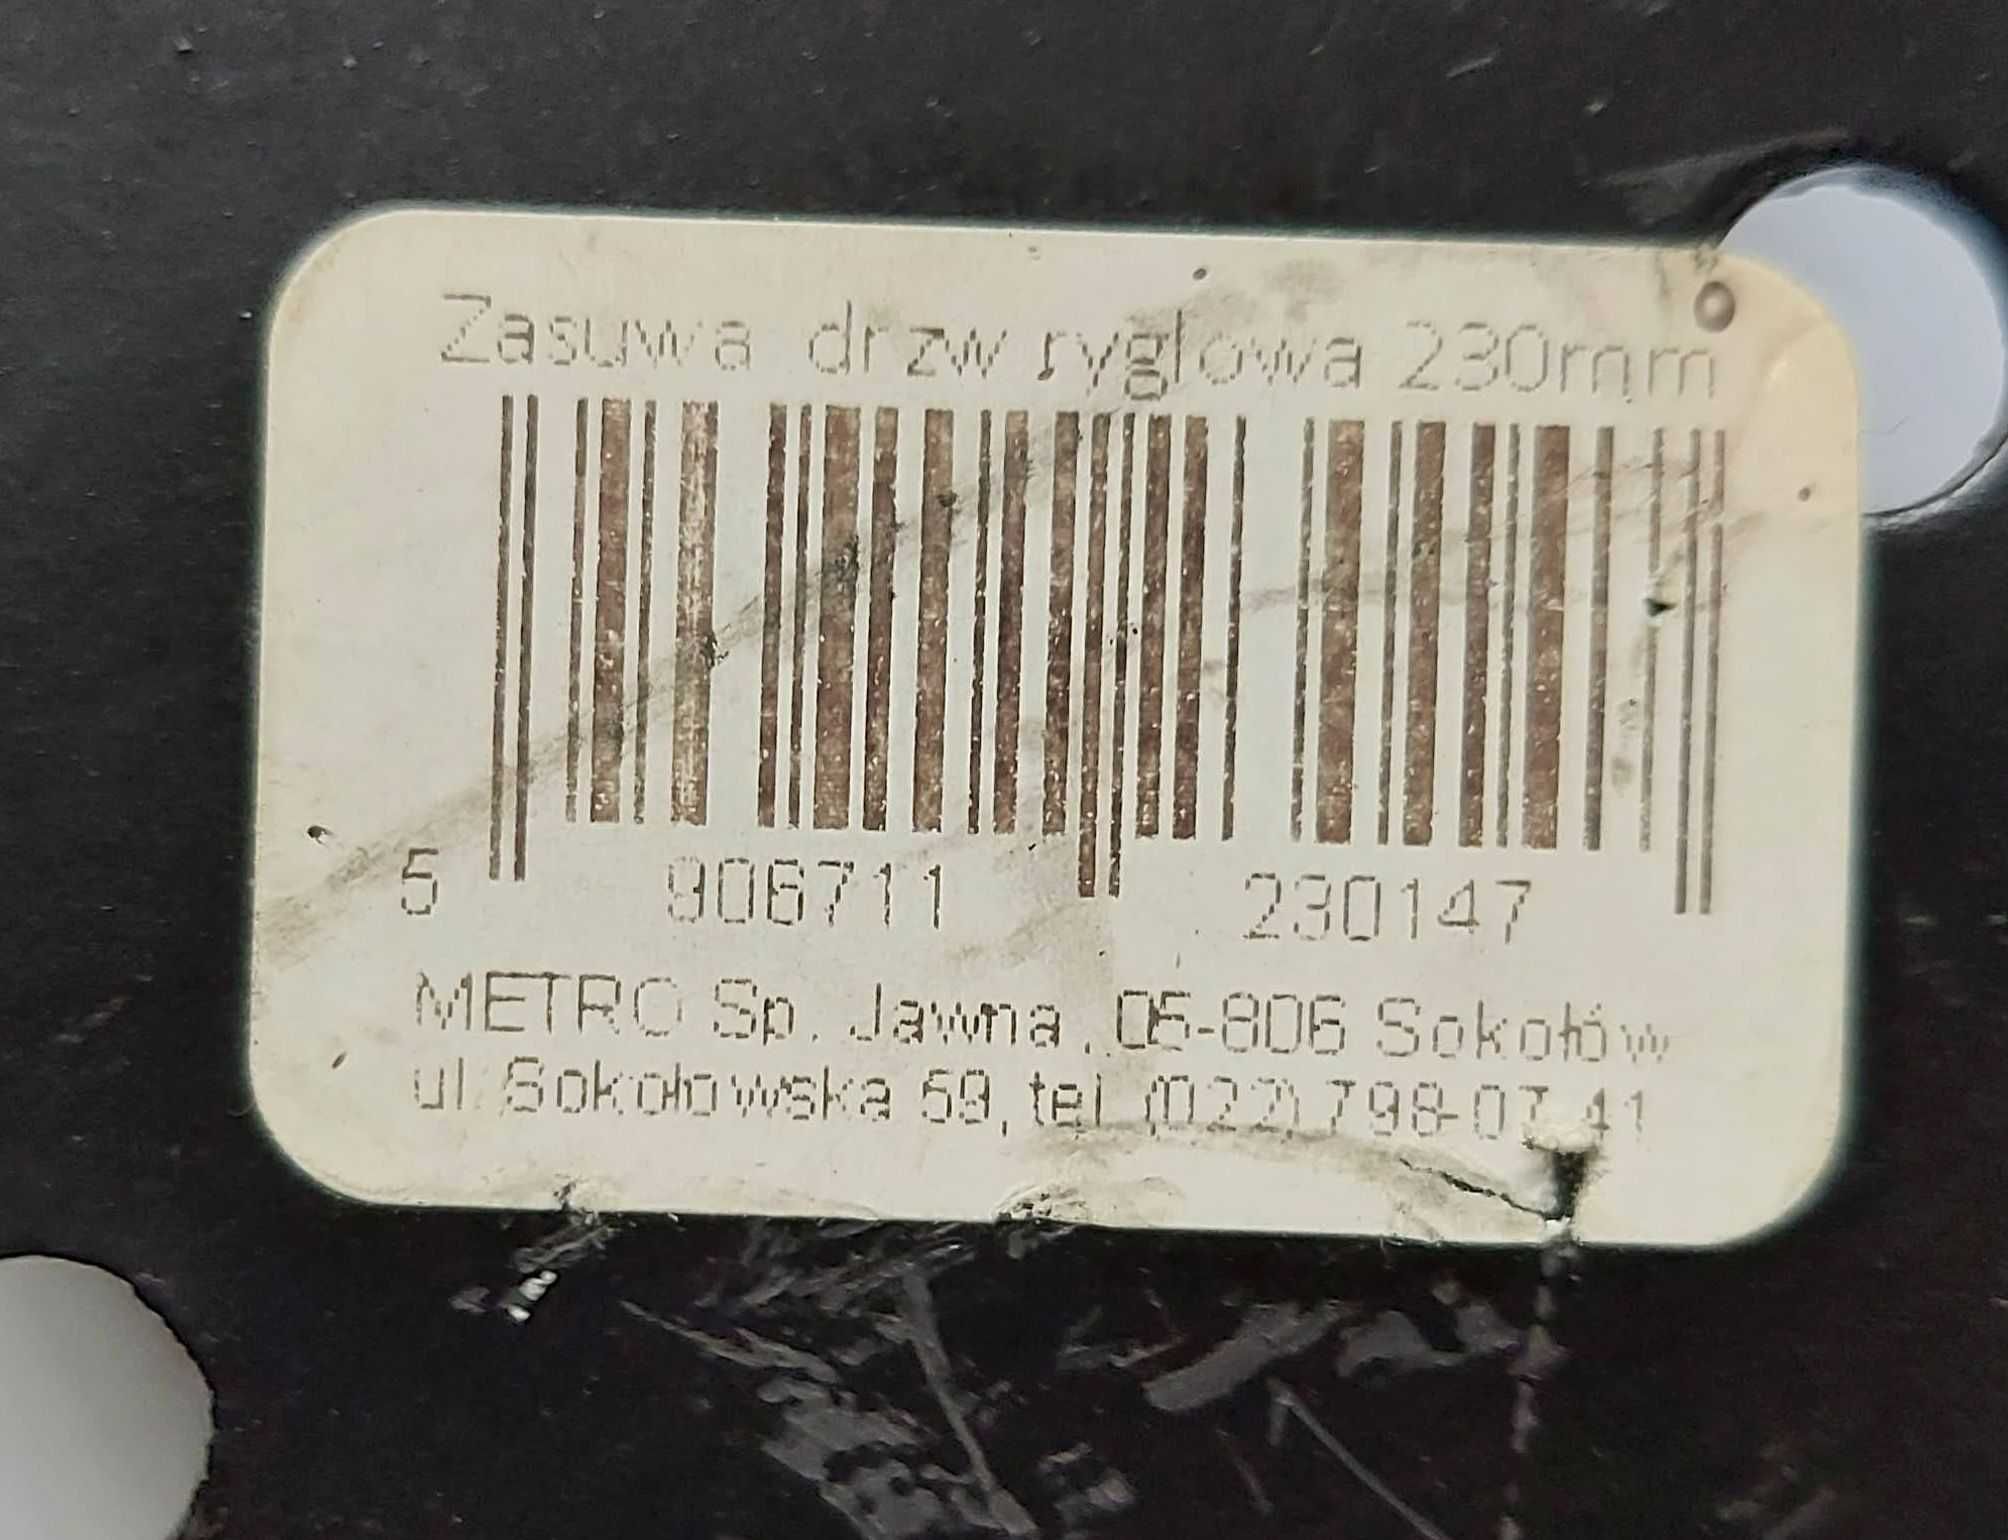 Zasuwa drzw ryglowa 230mm
5 906711 230147
METRO Sp. Jawna, 05-806 Sokołów
ul. Sokołowska 59, tel. (022) 798-07-41